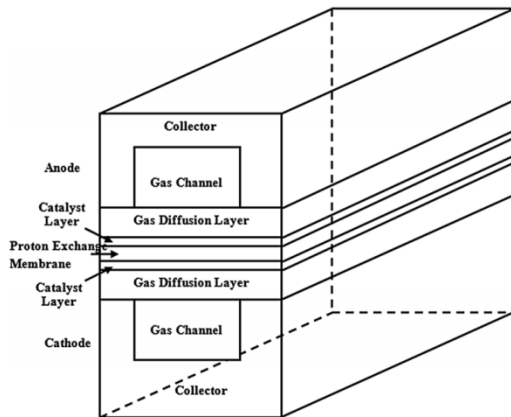 Collector
Anode
Gas Channel
Catalyst
Layer
Gas Diffusion Layer
Proton Exchange
Membrane
Catalyst
Layer
Gas Diffusion Layer
Gas Channel
Cathode
Collector